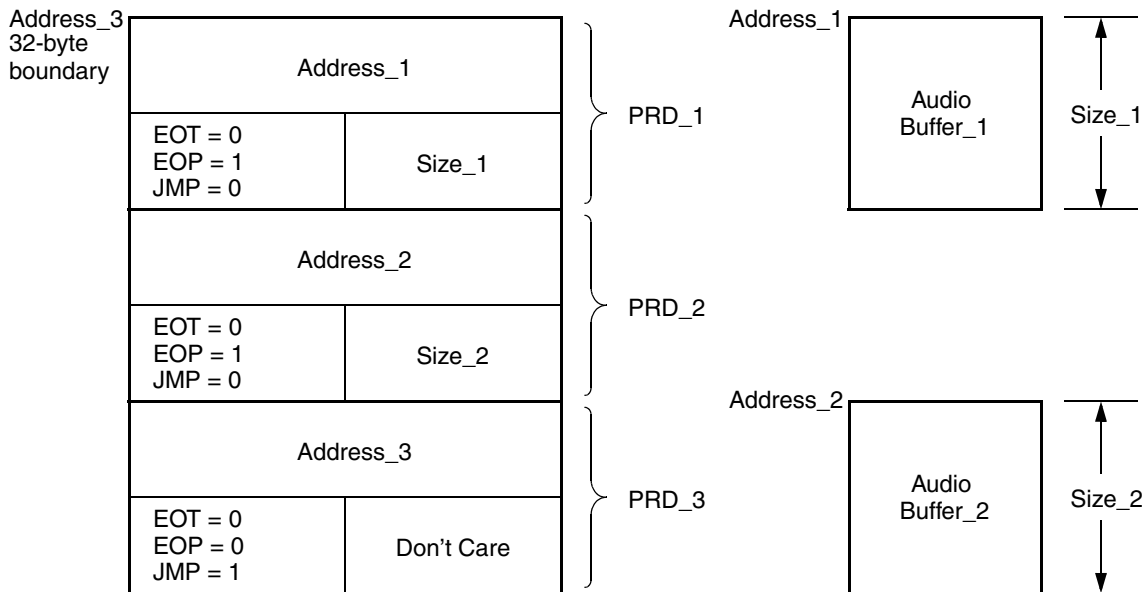 Address_3
32-byte
boundary
Address_1
EOT = 0
EOP = 1
JMP = 0
Size_1
PRD_1
Address_2
EOT = 0
EOP = 1
JMP = 0
Size_2
PRD_2
Address_3
EOT = 0
EOP = 0
JMP = 1
Don't Care
PRD_3
Address_1
Audio
Buffer_1
Size_1
Address_2
Audio
Buffer_2
Size_2